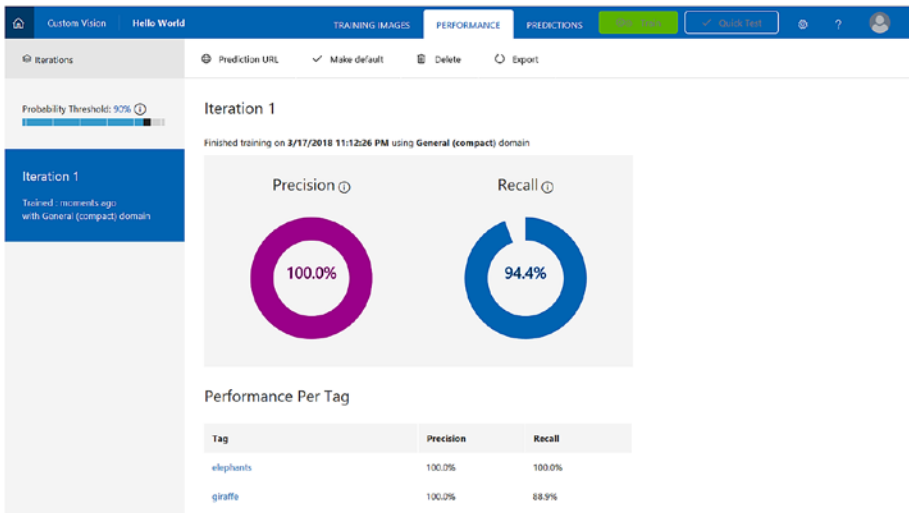 Custom Vision Hello World TRAINING IMAGES PERFORMANCE PREDICTIONS Train Quick Test ?
Iterations Prediction URL Make default Delete Export
Probability Threshold: 90%
Iteration 1
Finished training on 3/17/2018 11:12:26 PM using General (compact) domain
Iteration 1
Trained : moments ago
with General (compact) domain
Precision Recall
100.0% 94.4%
Performance Per Tag
Tag Precision Recall
elephants 100.0% 100.0%
giraffe 100.0% 88.9%